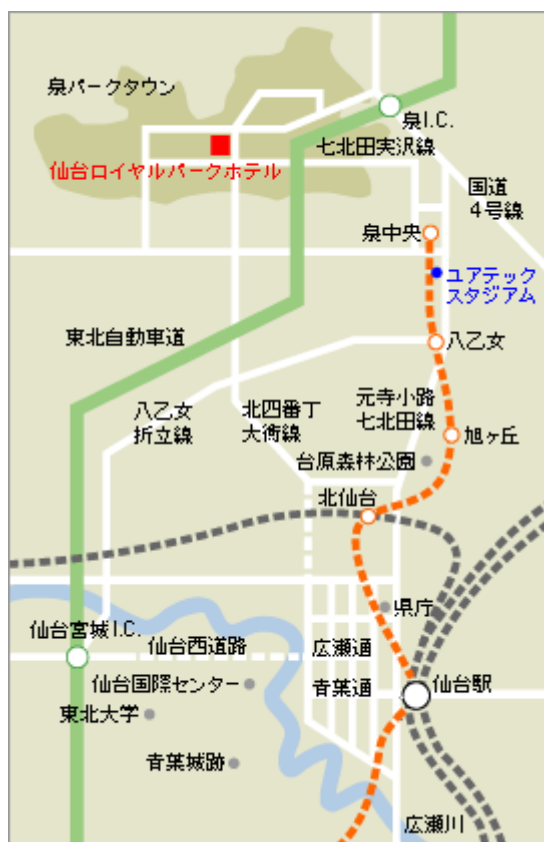 泉パークタウン
泉I.C.
七北田実沢線
仙台ロイヤルパークホテル
国道
4号線
泉中央
ユアテック
スタジアム
東北自動車道
八乙女
八乙女
折立線
北四番丁
大衡線
元寺小路
七北田線
旭ヶ丘
台原森林公園
北仙台
県庁
仙台宮城I.C.
仙台西道路
広瀬通
仙台国際センター
青葉通
仙台駅
東北大学
青葉城跡
広瀬川